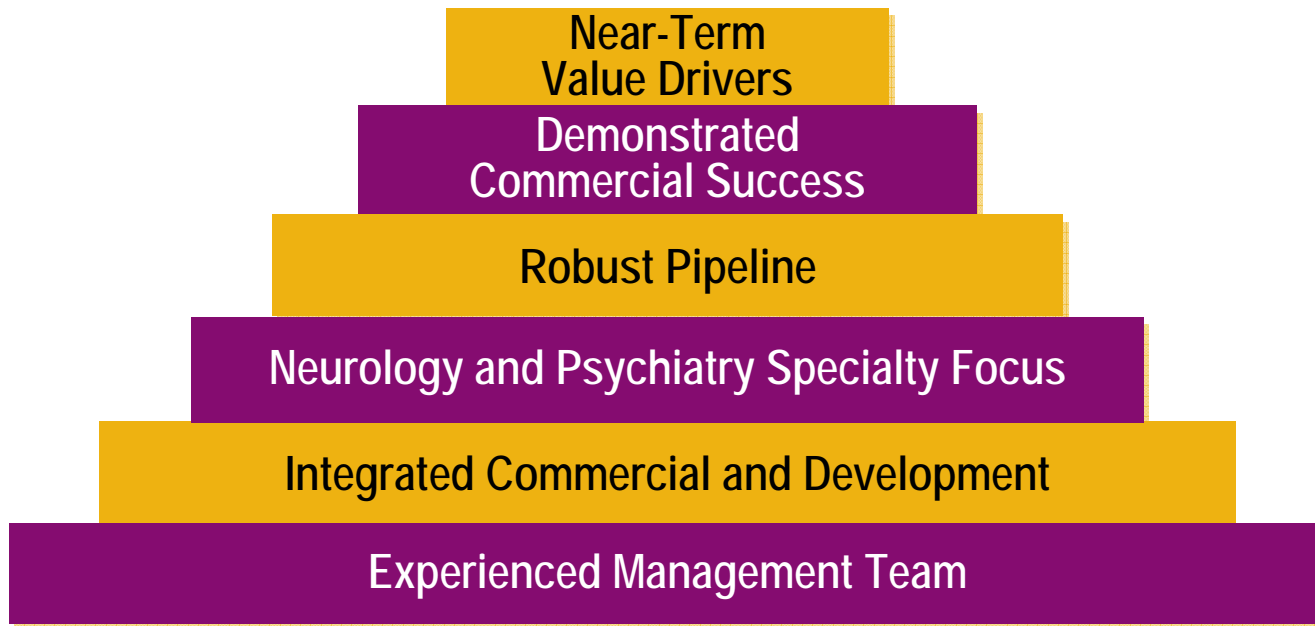 Near-Term
Value Drivers
Demonstrated
Commercial Success
Robust Pipeline
Neurology and Psychiatry Specialty Focus
Integrated Commercial and Development
Experienced Management Team